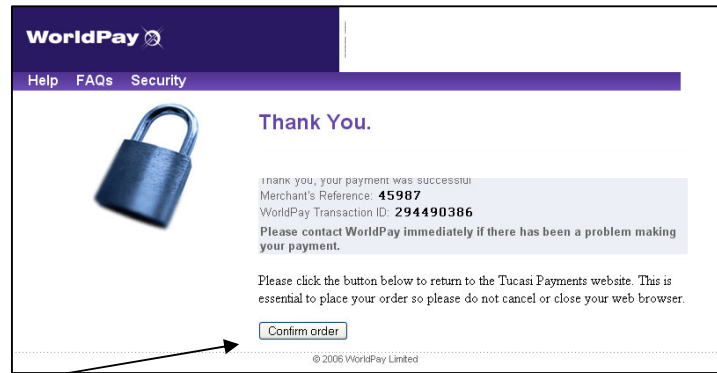 WorldPay
Help FAQs Security
Thank You.
Thank you, your payment was successful
Merchant's Reference: 45987
WorldPay Transaction ID: 294490386
Please contact WorldPay immediately if there has been a problem making
your payment.
Please click the button below to return to the Tucasi Payments website. This is
essential to place your order so please do not cancel or close your web browser.
Confirm order
© 2006 WorldPay Limited